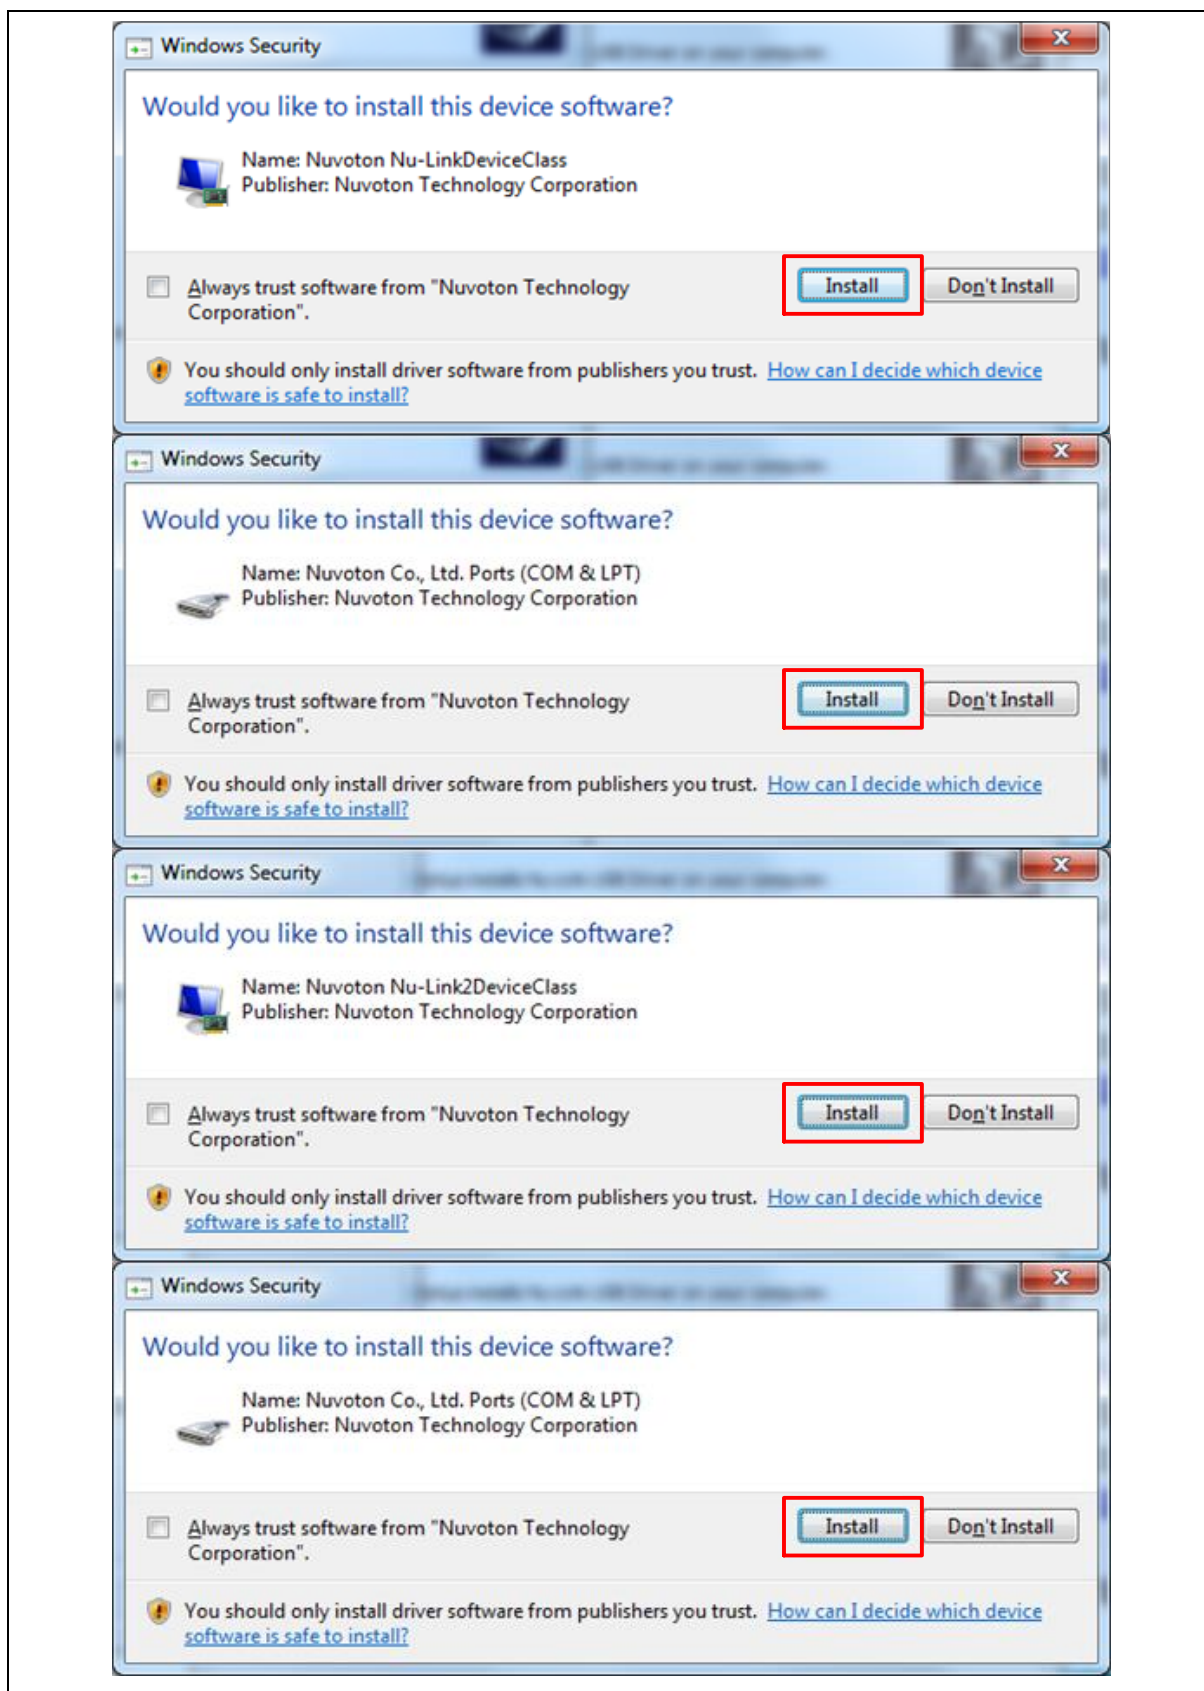 Windows Security
Would you like to install this device software?
Name: Nuvoton Nu-LinkDeviceClass
Publisher: Nuvoton Technology Corporation
Always trust software from "Nuvoton Technology
Corporation".
Install
Don't Install
You should only install driver software from publishers you trust. How can I decide which device
software is safe to install?
Windows Security
USB Driver on your computer.
Would you like to install this device software?
Name: Nuvoton Co., Ltd. Ports (COM & LPT)
Publisher: Nuvoton Technology Corporation
Always trust software from "Nuvoton Technology
Corporation".
Install
Don't Install
You should only install driver software from publishers you trust. How can I decide which device
software is safe to install?
Windows Security
Would you like to install this device software?
Name: Nuvoton Nu-Link2DeviceClass
Publisher: Nuvoton Technology Corporation
Always trust software from "Nuvoton Technology
Corporation".
Install
Don't Install
You should only install driver software from publishers you trust. How can I decide which device
software is safe to install?
Windows Security
Would you like to install this device software?
Name: Nuvoton Co., Ltd. Ports (COM & LPT)
Publisher: Nuvoton Technology Corporation
Always trust software from "Nuvoton Technology
Corporation".
Install
Don't Install
You should only install driver software from publishers you trust. How can I decide which device
software is safe to install?